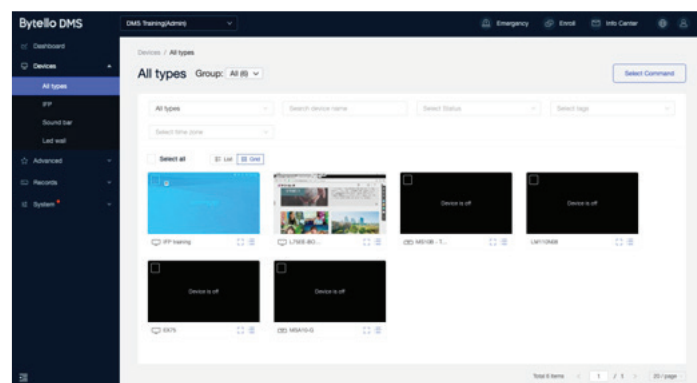 Bytello DMS
DMS Training(Admin)
Emergency
Enroll
Info Center
Dashboard
Devices
All types
IFP
Sound bar
Led wall
Advanced
Records
System
Devices / All types
All types Group: All (6)
Select Command
All types
Search device name
Select Status
Select tags
Select time zone
Select all
List
Grid
IFP training
Device is off
Device is off
Device is off
Device is off
Total 6 items
1 / 1
20 / page